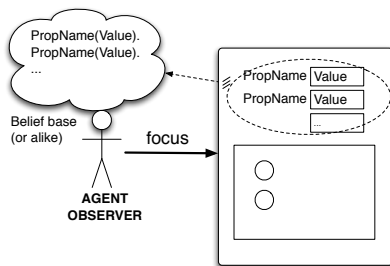 PropName(Value).
PropName(Value).
...
Belief base
(or alike)
focus
AGENT
OBSERVER
PropName Value
PropName Value
...